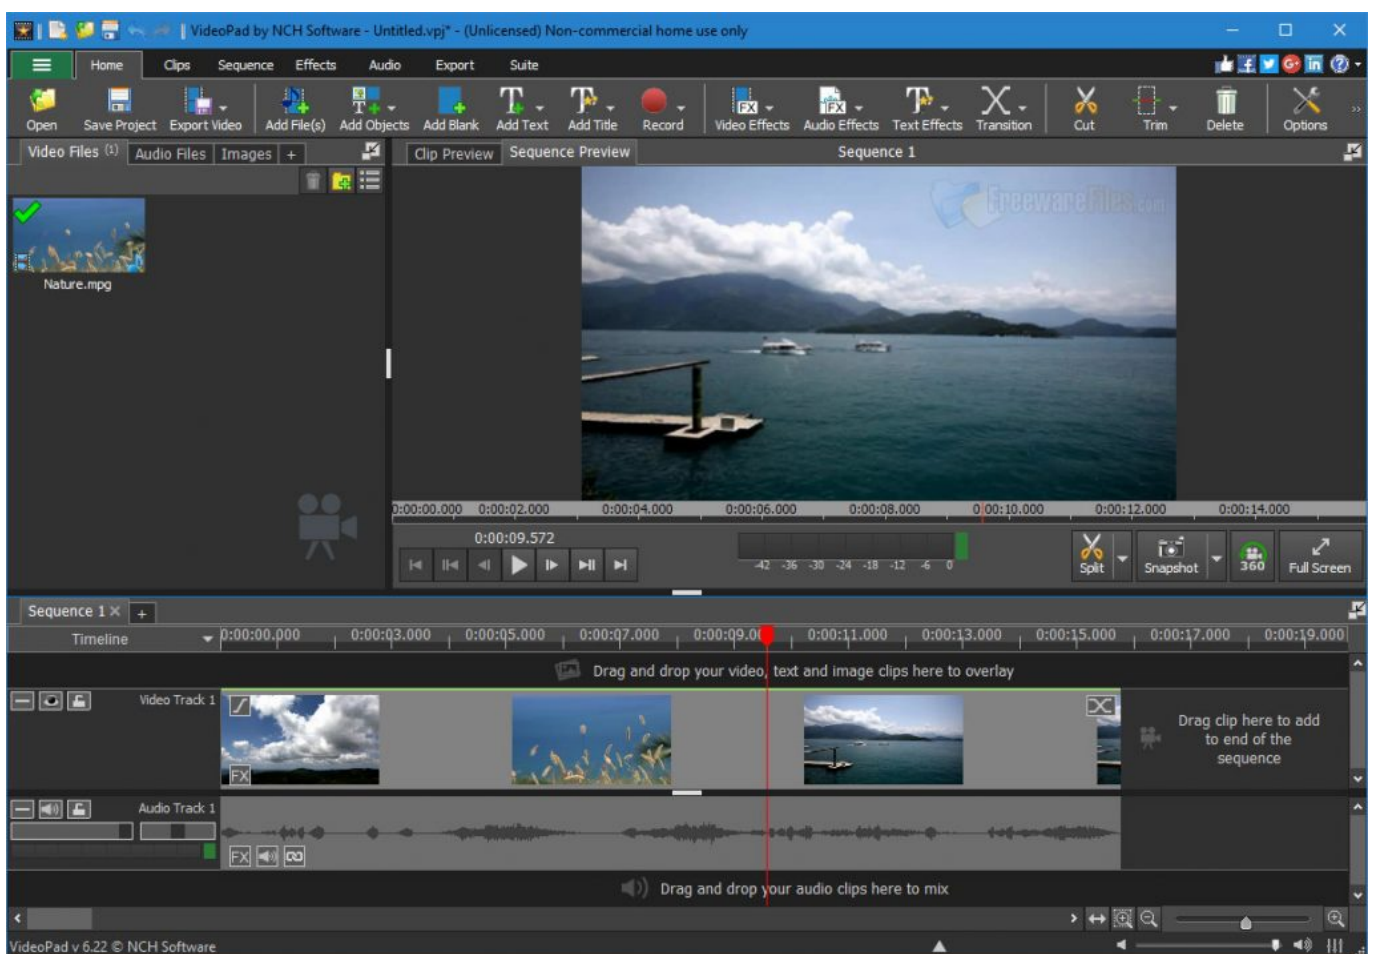 VideoPad by NCH Software - Untitled.vpj* - (Unlicensed) Non-commercial home use only
Home Clips Sequence Effects Audio Export Suite
Open Save Project Export Video Add File(s) Add Objects Add Blank Add Text Add Title Record Video Effects Audio Effects Text Effects Transition Cut Trim Delete Options
Video Files (1) Audio Files Images +
Clip Preview Sequence Preview Sequence 1
FreewareFiles.com
Nature.mpg
0:00:00.000 0:00:02.000 0:00:04.000 0:00:06.000 0:00:08.000 0:00:10.000 0:00:12.000 0:00:14.000
0:00:09.572
-42 -36 -30 -24 -18 -12 -6 0
Split Snapshot 360 Full Screen
Sequence 1 × +
Timeline 0:00:00.000 0:00:03.000 0:00:05.000 0:00:07.000 0:00:09.0 0:00:11.000 0:00:13.000 0:00:15.000 0:00:17.000 0:00:19.000
Drag and drop your video, text and image clips here to overlay
Video Track 1
FX
Drag clip here to add
to end of the
sequence
Audio Track 1
FX
Drag and drop your audio clips here to mix
VideoPad v 6.22 © NCH Software